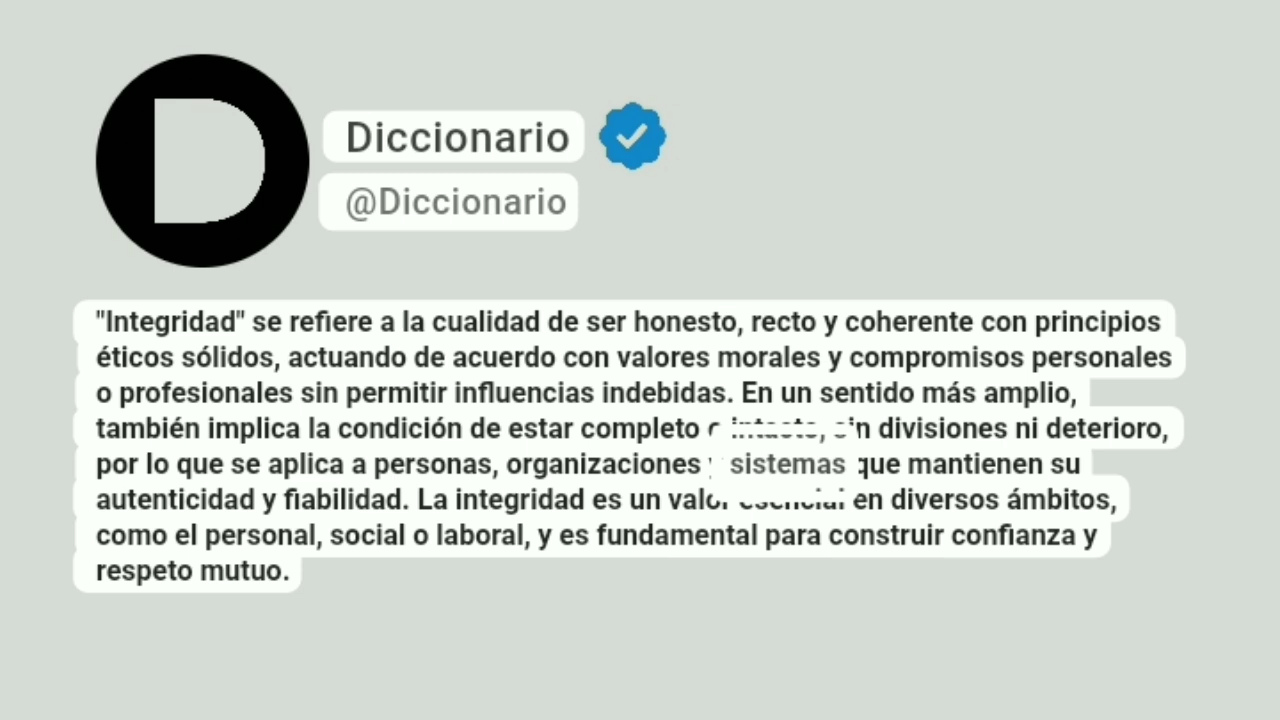 D
Diccionario
@Diccionario
"Integridad" se refiere a la cualidad de ser honesto, recto y coherente con principios
éticos sólidos, actuando de acuerdo con valores morales y compromisos personales
o profesionales sin permitir influencias indebidas. En un sentido más amplio,
también implica la condición de estar completo o intacto, sin divisiones ni deterioro,
por lo que se aplica a personas, organizaciones y sistemas que mantienen su
autenticidad y fiabilidad. La integridad es un valor esencial en diversos ámbitos,
como el personal, social o laboral, y es fundamental para construir confianza y
respeto mutuo.